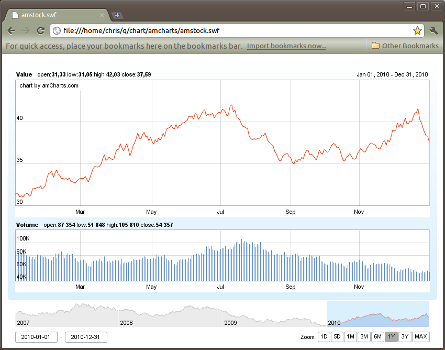 amstock.swf
file:///home/chris/q/chart/amcharts/amstock.swf
For quick access, place your bookmarks here on the bookmarks bar. Import bookmarks now... Other Bookmarks
Value open:31,33 low:31,05 high:42,03 close:37,59 Jan 01, 2010 - Dec 31, 2010
chart by amCharts.com
40
35
30
Mar May Jul Sep Nov
Volume open:87 354 low:51 848 high:105 810 close:54 357
100K
80K
60K
40K
Mar May Jul Sep Nov
2007 2008 2009 2010
2010-01-01 - 2010-12-31 Zoom: 1D 5D 1M 3M 6M 1Y 3Y MAX